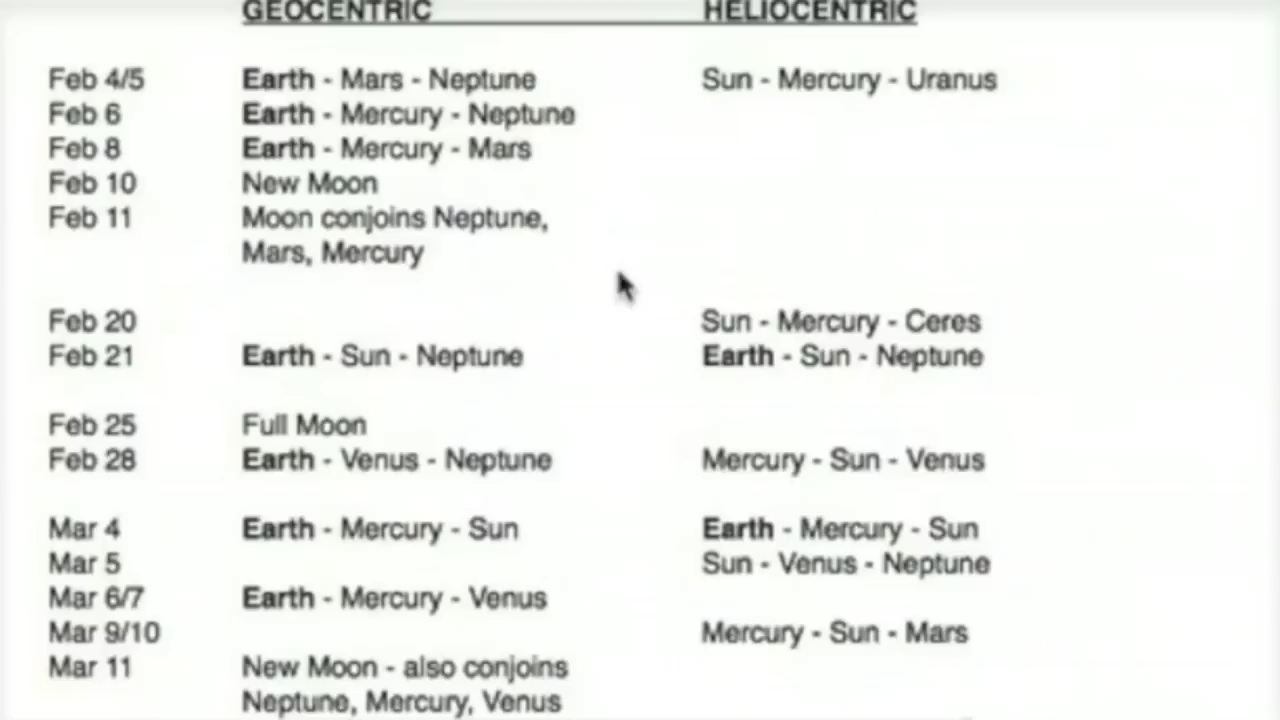 GEOCENTRIC HELIOCENTRIC
Feb 4/5 Earth - Mars - Neptune Sun - Mercury - Uranus
Feb 6 Earth - Mercury - Neptune
Feb 8 Earth - Mercury - Mars
Feb 10 New Moon
Feb 11 Moon conjoins Neptune,
Mars, Mercury
Feb 20 Sun - Mercury - Ceres
Feb 21 Earth - Sun - Neptune Earth - Sun - Neptune
Feb 25 Full Moon
Feb 28 Earth - Venus - Neptune Mercury - Sun - Venus
Mar 4 Earth - Mercury - Sun Earth - Mercury - Sun
Mar 5 Sun - Venus - Neptune
Mar 6/7 Earth - Mercury - Venus
Mar 9/10 Mercury - Sun - Mars
Mar 11 New Moon - also conjoins
Neptune, Mercury, Venus